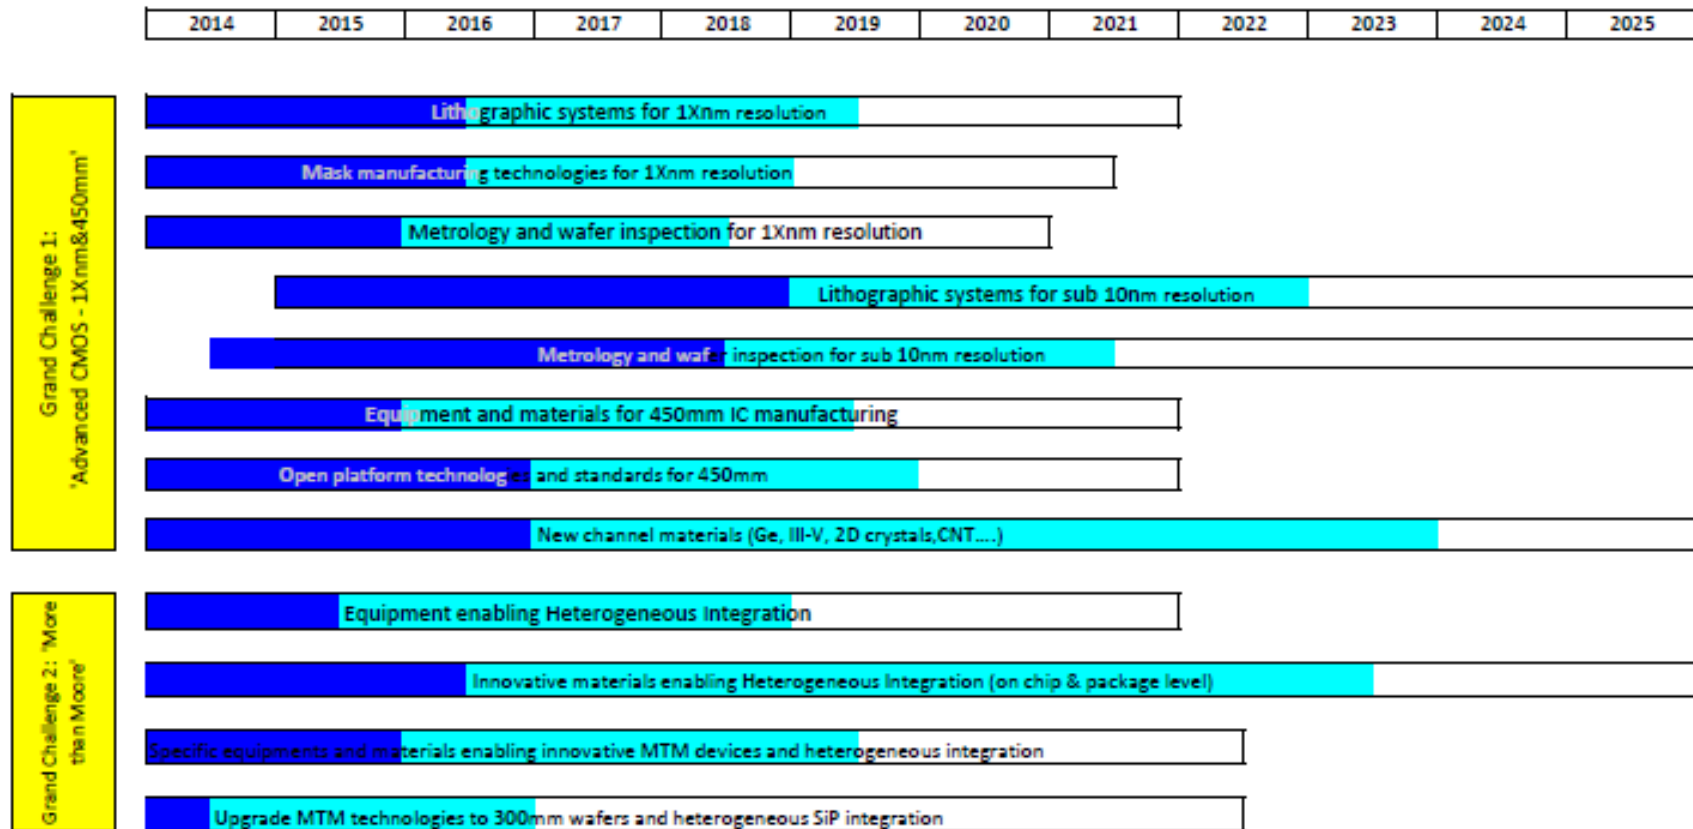 2014 2015 2016 2017 2018 2019 2020 2021 2022 2023 2024 2025
Grand Challenge 1:
'Advanced CMOS - 1Xnm&450mm'
Lithographic systems for 1Xnm resolution
Mask manufacturing technologies for 1Xnm resolution
Metrology and wafer inspection for 1Xnm resolution
Lithographic systems for sub 10nm resolution
Metrology and wafer inspection for sub 10nm resolution
Equipment and materials for 450mm IC manufacturing
Open platform technologies and standards for 450mm
New channel materials (Ge, III-V, 2D crystals,CNT....)
Grand Challenge 2: 'More
than Moore'
Equipment enabling Heterogeneous Integration
Innovative materials enabling Heterogeneous Integration (on chip & package level)
Specific equipments and materials enabling innovative MTM devices and heterogeneous integration
Upgrade MTM technologies to 300mm wafers and heterogeneous SiP integration